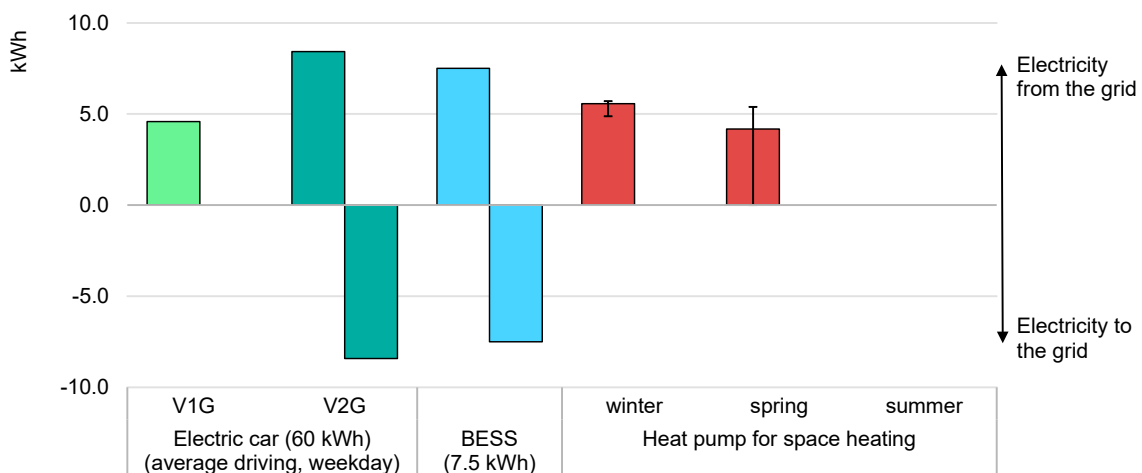 kWh
10.0
5.0
0.0
-5.0
-10.0
Electricity
from the grid
Electricity to
the grid
V1G
V2G
winter
spring
summer
Electric car (60 kWh)
(average driving, weekday)
BESS
(7.5 kWh)
Heat pump for space heating